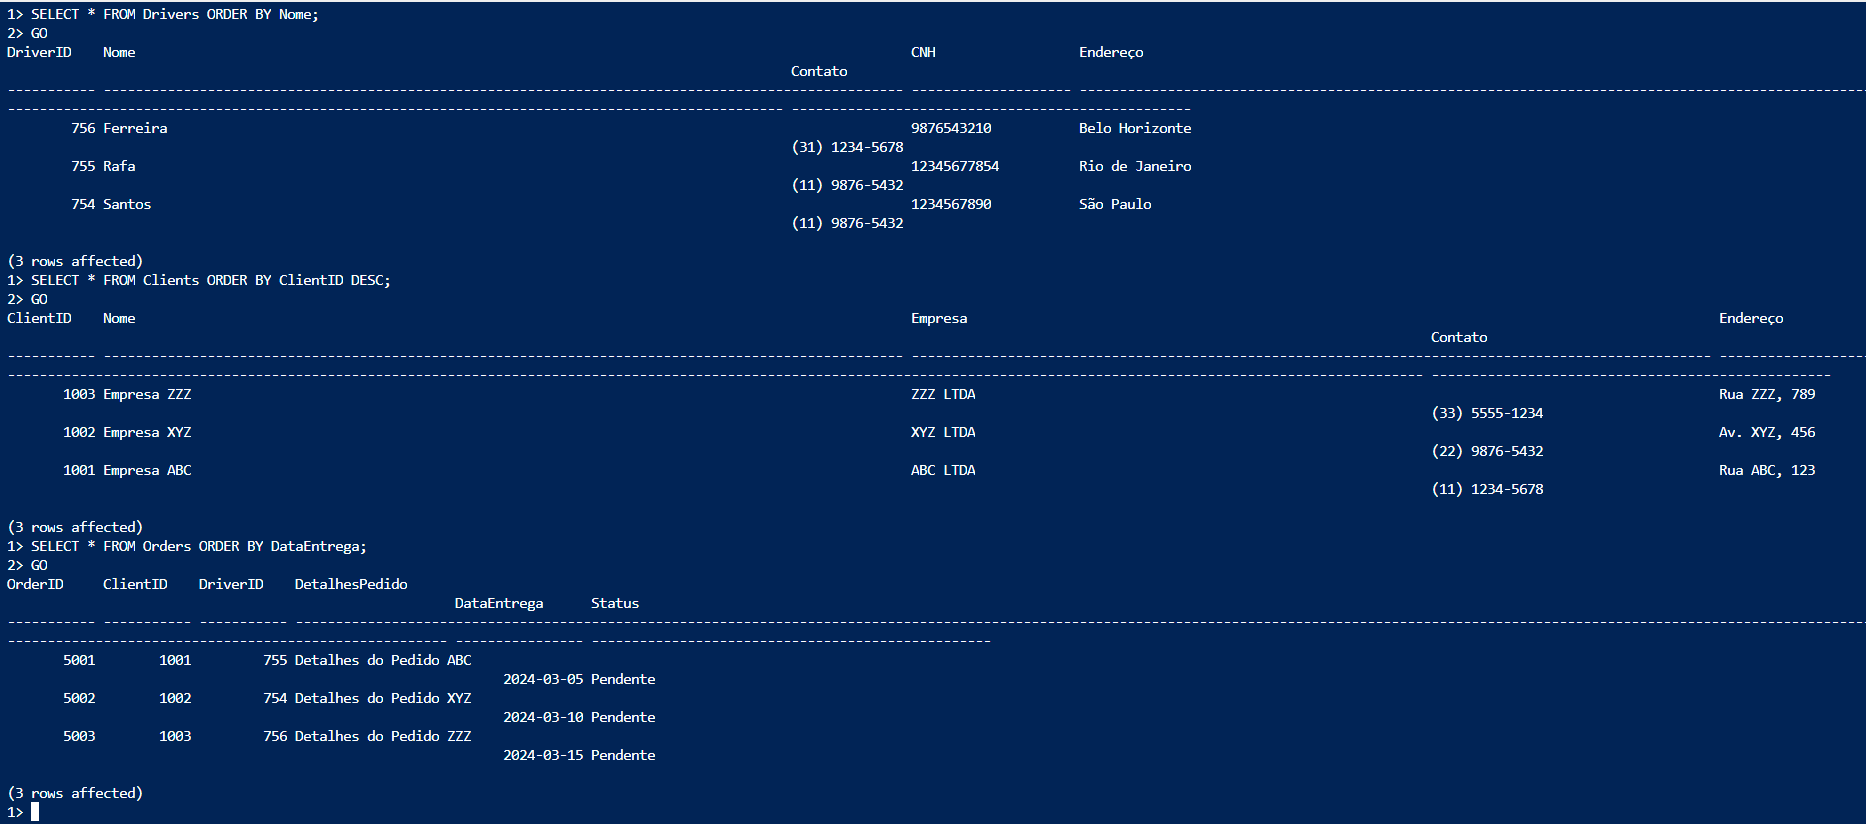 1> SELECT * FROM Drivers ORDER BY Nome;
2> GO
DriverID    Nome    CNH    Endereço
Contato
----------- ---------------------------------------------------------------------------------------------------- -------------------- --------------------------------------------------------------------------------------------------
------------------------------------------------------------------------------------------------- --------------------------------------------------
756 Ferreira    9876543210    Belo Horizonte
(31) 1234-5678
755 Rafa    12345677854    Rio de Janeiro
(11) 9876-5432
754 Santos    1234567890    São Paulo
(11) 9876-5432
(3 rows affected)
1> SELECT * FROM Clients ORDER BY ClientID DESC;
2> GO
ClientID    Nome    Empresa    Endereço
Contato
----------- ---------------------------------------------------------------------------------------------------- ---------------------------------------------------------------------------------------------------- ------------------
--------------------------------------------------------------------------------------------------------------------------------------------------------------------------------- --------------------------------------------------
1003 Empresa ZZZ    ZZZ LTDA    Rua ZZZ, 789
(33) 5555-1234
1002 Empresa XYZ    XYZ LTDA    Av. XYZ, 456
(22) 9876-5432
1001 Empresa ABC    ABC LTDA    Rua ABC, 123
(11) 1234-5678
(3 rows affected)
1> SELECT * FROM Orders ORDER BY DataEntrega;
2> GO
OrderID    ClientID    DriverID    DetalhesPedido
DataEntrega    Status
----------- ----------- ----------- ----------------------------------------------------------------------------------------------------------------------------------------------------------------------------------------------------
------------------------------------------------------- ---------------- --------------------------------------------------
5001    1001    755 Detalhes do Pedido ABC
2024-03-05 Pendente
5002    1002    754 Detalhes do Pedido XYZ
2024-03-10 Pendente
5003    1003    756 Detalhes do Pedido ZZZ
2024-03-15 Pendente
(3 rows affected)
1>